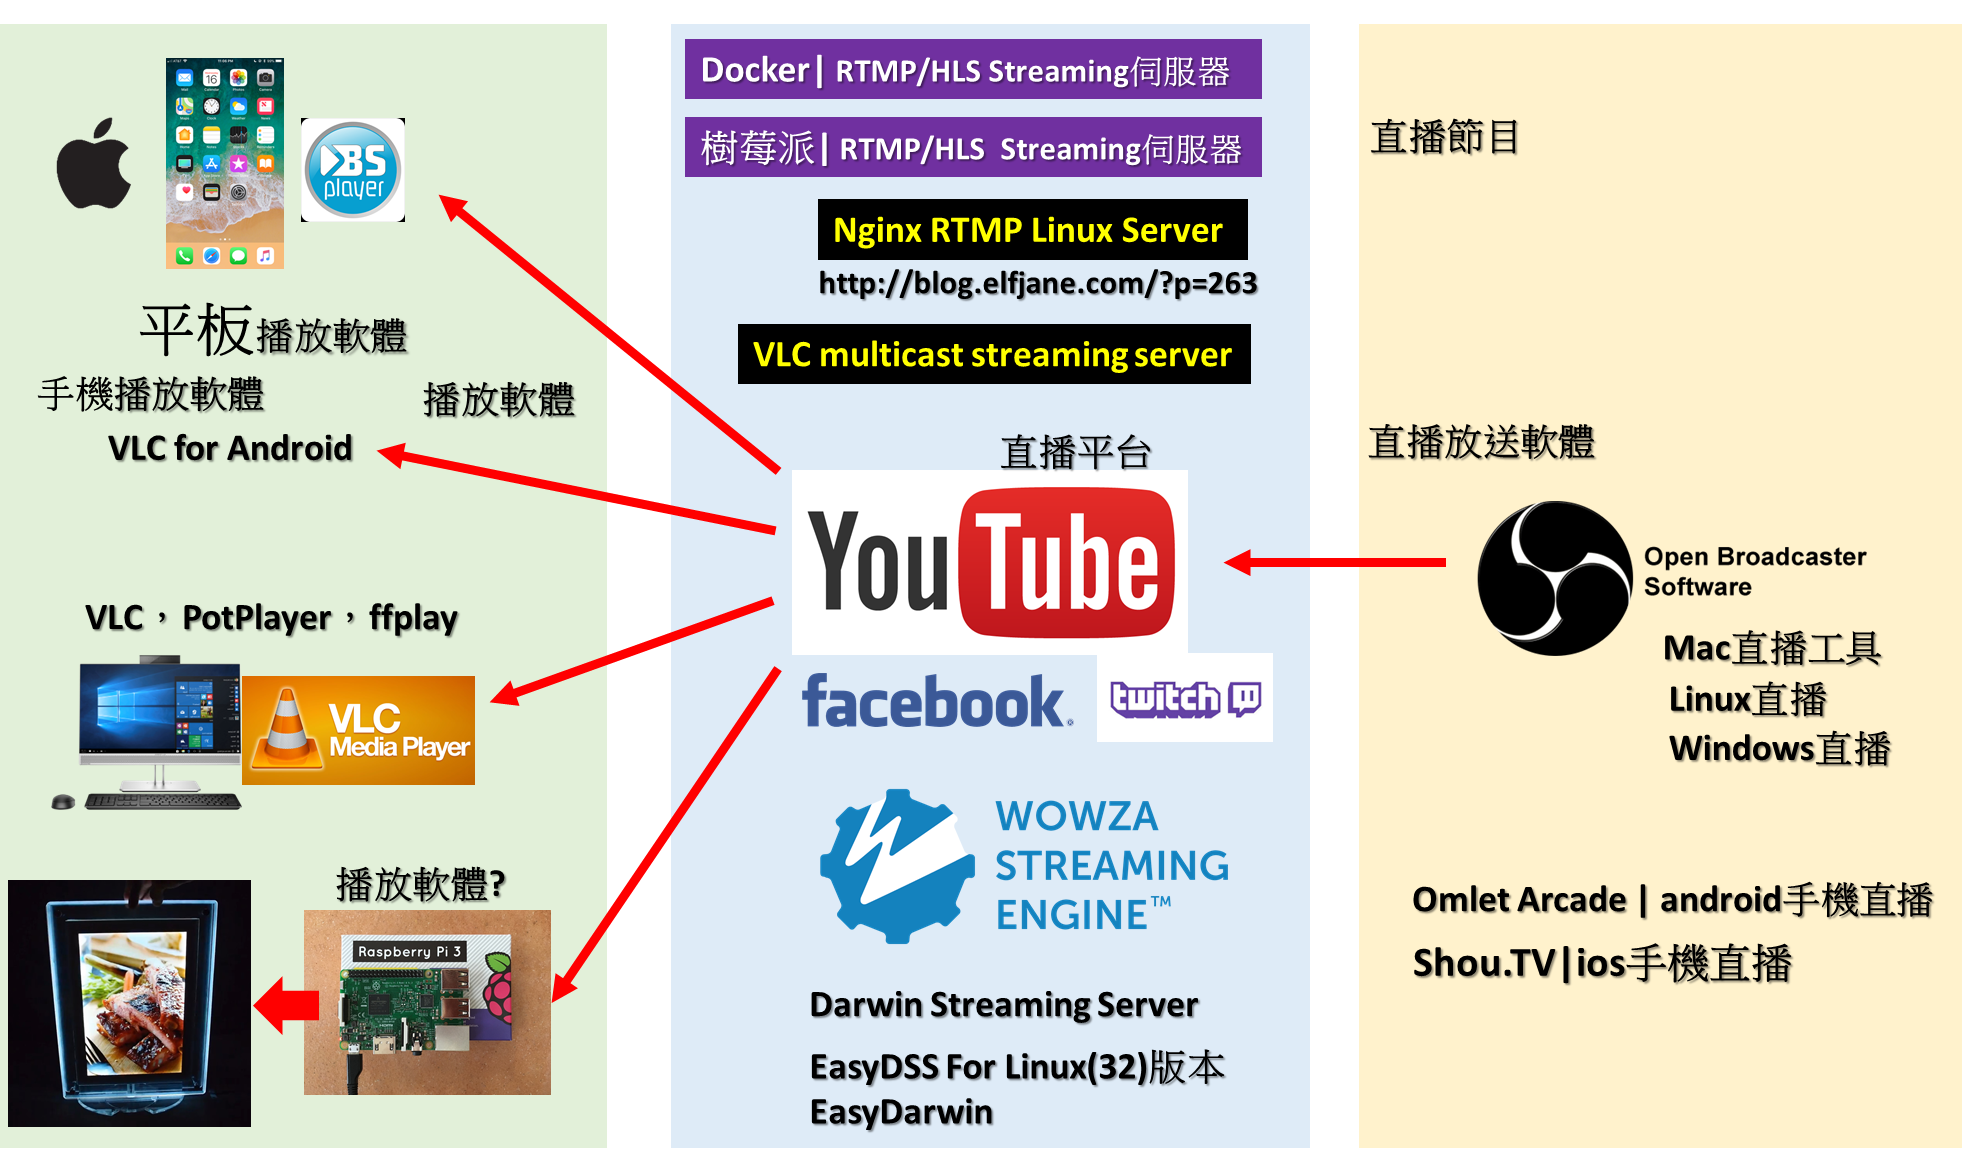 BS
player
平板播放軟體
手機播放軟體
播放軟體
VLC for Android
VLC，PotPlayer，ffplay
VLC
Media Player
播放軟體?
Raspberry Pi 3
Docker| RTMP/HLS Streaming伺服器
樹莓派| RTMP/HLS Streaming伺服器
Nginx RTMP Linux Server
http://blog.elfjane.com/?p=263
VLC multicast streaming server
直播平台
YouTube
facebook.
twitch
WOWZA
STREAMING
ENGINE™
Darwin Streaming Server
EasyDSS For Linux(32)版本
EasyDarwin
直播節目
直播放送軟體
Open Broadcaster
Software
Mac直播工具
Linux直播
Windows直播
Omlet Arcade | android手機直播
Shou.TV|ios手機直播